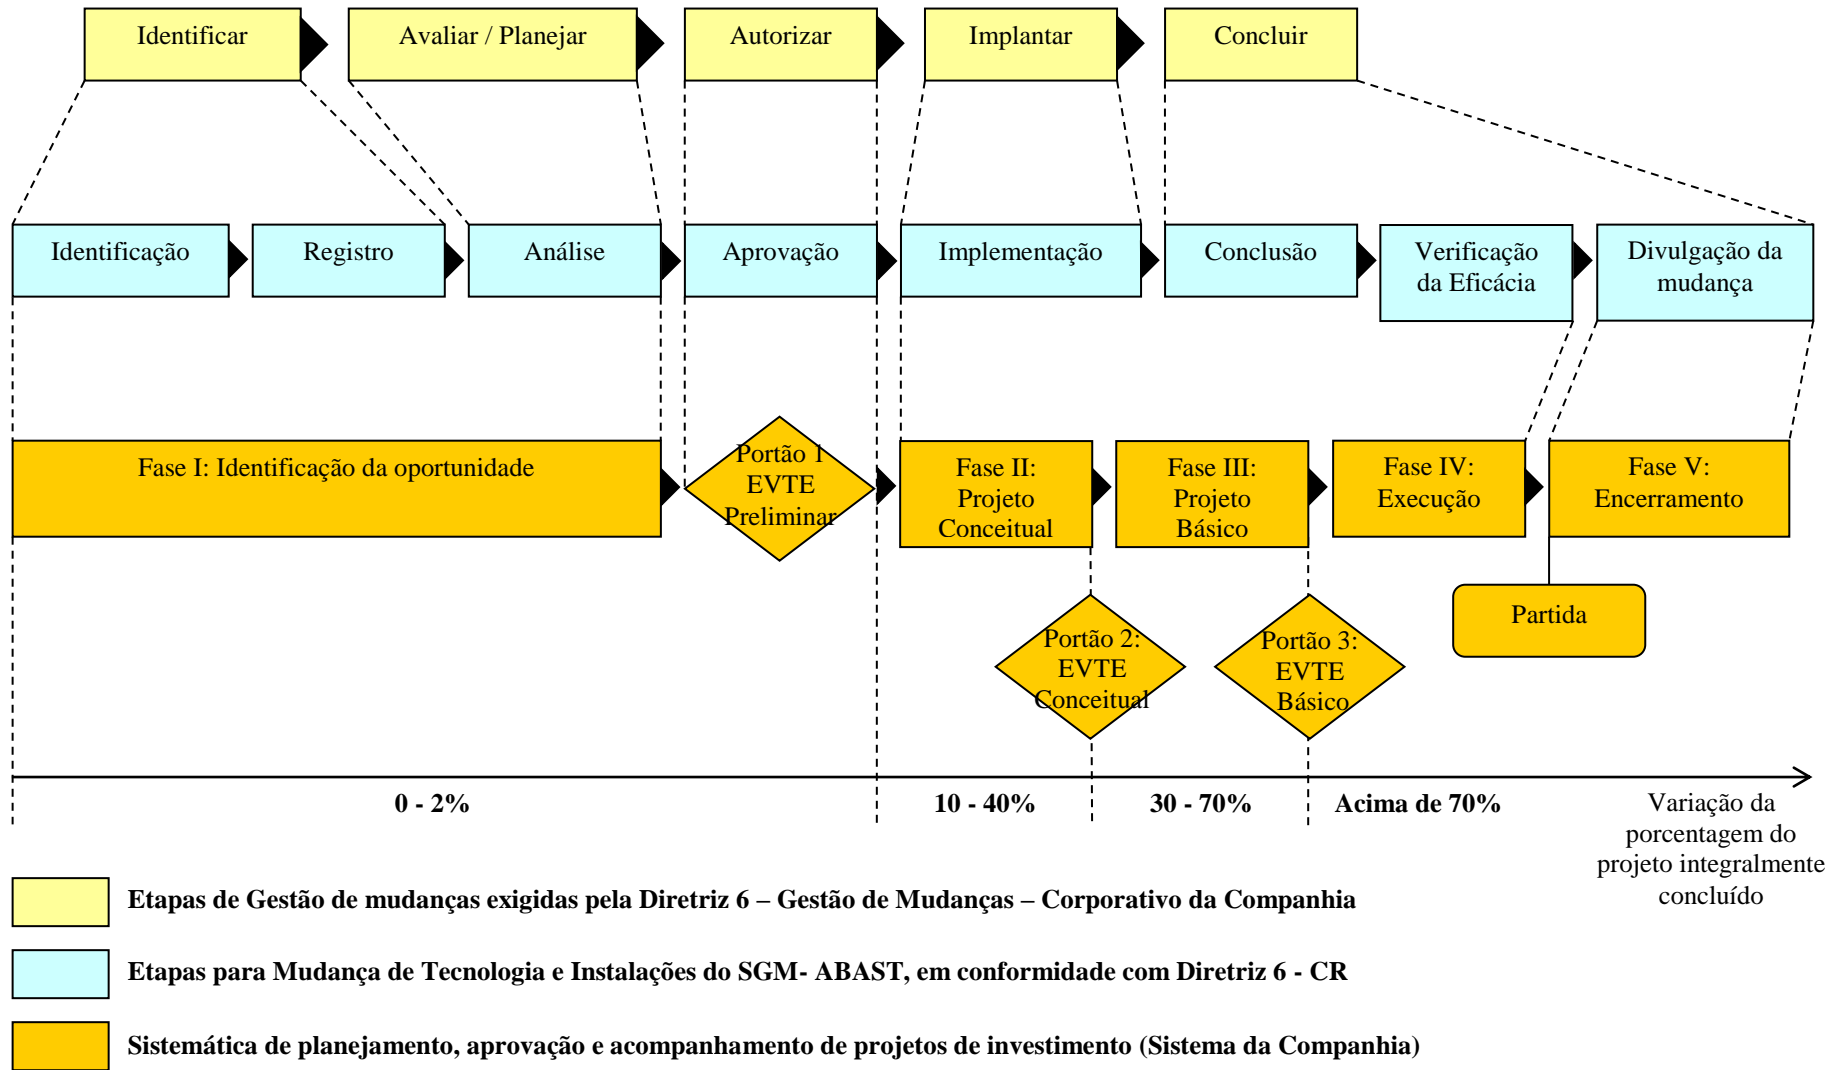 Identificar
Avaliar / Planejar
Autorizar
Implantar
Concluir
Identificação
Registro
Análise
Aprovação
Implementação
Conclusão
Verificação
da Eficácia
Divulgação da
mudança
Fase I: Identificação da oportunidade
Portão 1
EVTE
Preliminar
Fase II:
Projeto
Conceitual
Fase III:
Projeto
Básico
Fase IV:
Execução
Fase V:
Encerramento
Partida
Portão 2:
EVTE
Conceitual
Portão 3:
EVTE
Básico
0 - 2%
10 - 40%
30 - 70%
Acima de 70%
Variação da
porcentagem do
projeto integralmente
concluído
Etapas de Gestão de mudanças exigidas pela Diretriz 6 – Gestão de Mudanças – Corporativo da Companhia
Etapas para Mudança de Tecnologia e Instalações do SGM- ABAST, em conformidade com Diretriz 6 - CR
Sistemática de planejamento, aprovação e acompanhamento de projetos de investimento (Sistema da Companhia)